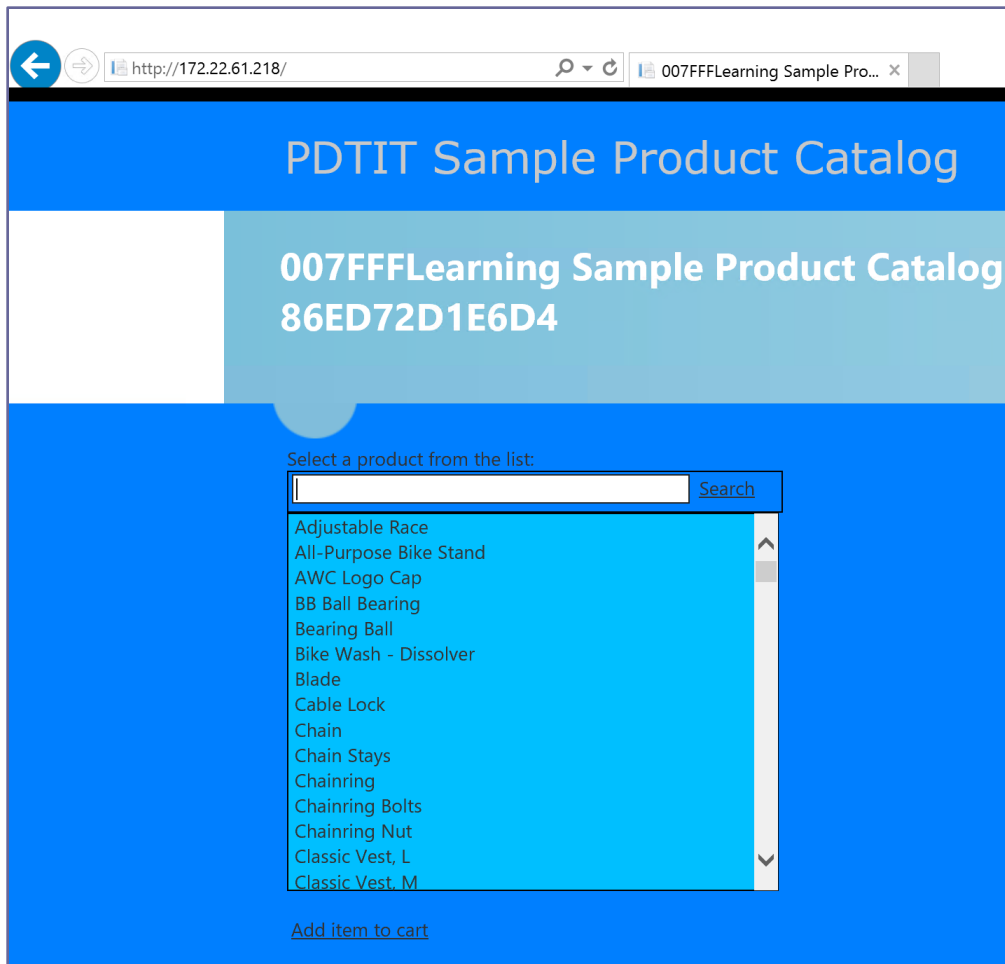 http://172.22.61.218/
007FFFLearning Sample Pro...
PDTIT Sample Product Catalog
007FFFLearning Sample Product Catalog
86ED72D1E6D4
Select a product from the list:
Search
Adjustable Race
All-Purpose Bike Stand
AWC Logo Cap
BB Ball Bearing
Bearing Ball
Bike Wash - Dissolver
Blade
Cable Lock
Chain
Chain Stays
Chainring
Chainring Bolts
Chainring Nut
Classic Vest, L
Classic Vest, M
Add item to cart